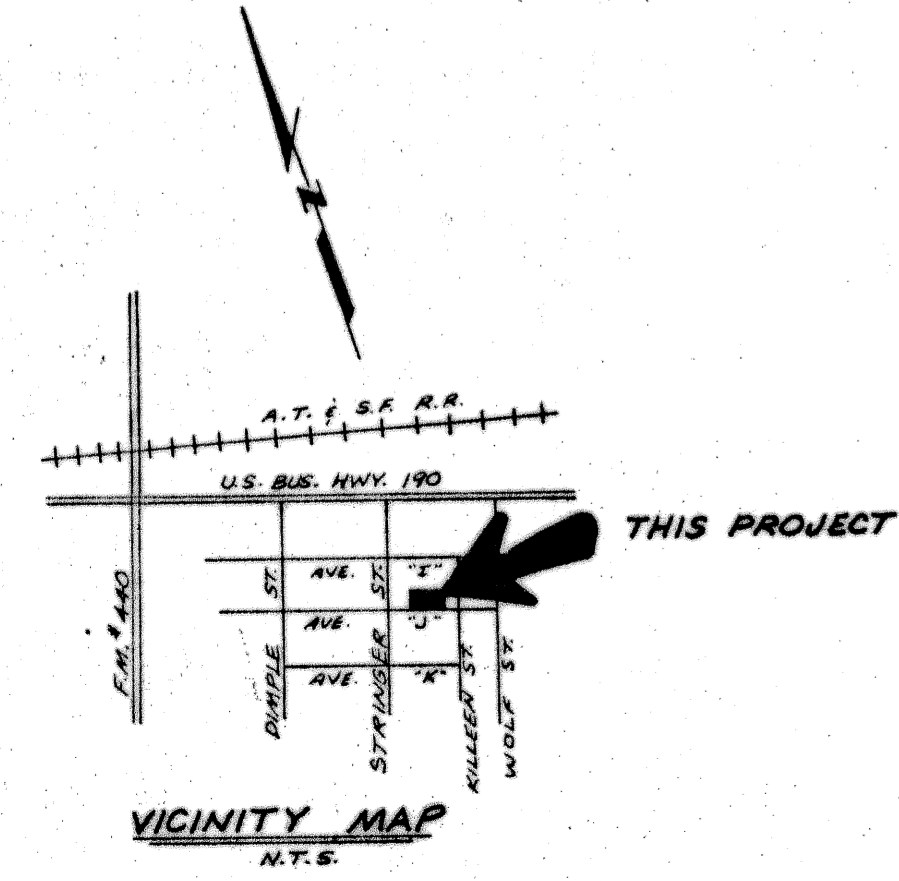 N
A.T. & S.F. R.R.
U.S. BUS. HWY. 190
THIS PROJECT
AVE. "I"
AVE. "J"
AVE. "K"
F.M. # 440
DIMPLE ST.
STRINGER ST.
KILLEEN ST.
WOLF ST.
VICINITY MAP
N.T.S.